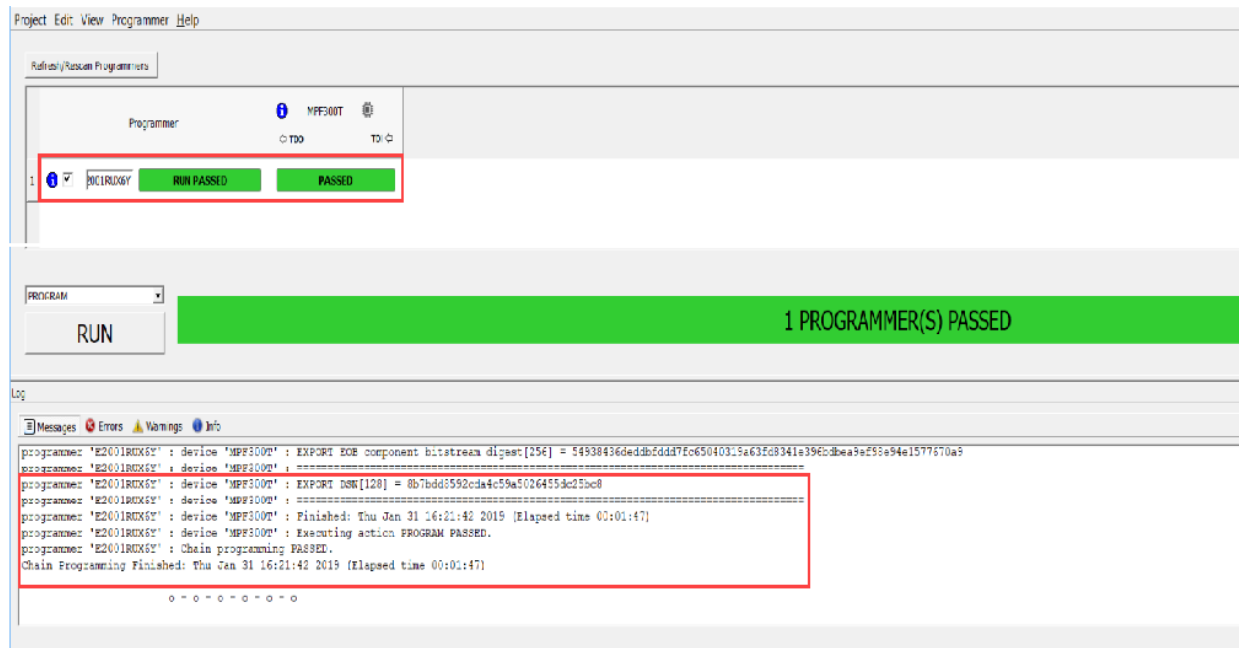 Project Edit View Programmer Help
Refresh/Rescan Programmers
Programmer
MPF300T
TDO
TDI
1
RUN PASSED
PASSED
PROGRAM
RUN
1 PROGRAMMER(S) PASSED
Log
Messages Errors Warnings Info
programmer 'E2001RUX6Y' : device 'MPF300T' : EXPORT EOB component bitstream digest[256] =
programmer 'E2001RUX6Y' : device 'MPF300T' : ===========================================================================
programmer 'E2001RUX6Y' : device 'MPF300T' : EXPORT DSN[128] = 8b7bdd8592cda4c59a5026455dc25bc8
programmer 'E2001RUX6Y' : device 'MPF300T' : ===========================================================================
programmer 'E2001RUX6Y' : device 'MPF300T' : Finished: Thu Jan 31 16:21:42 2019 (Elapsed time 00:01:47)
programmer 'E2001RUX6Y' : device 'MPF300T' : Executing action PROGRAM PASSED.
programmer 'E2001RUX6Y' : Chain programming PASSED.
Chain Programming Finished: Thu Jan 31 16:21:42 2019 (Elapsed time 00:01:47)
o - o - o - o - o - o